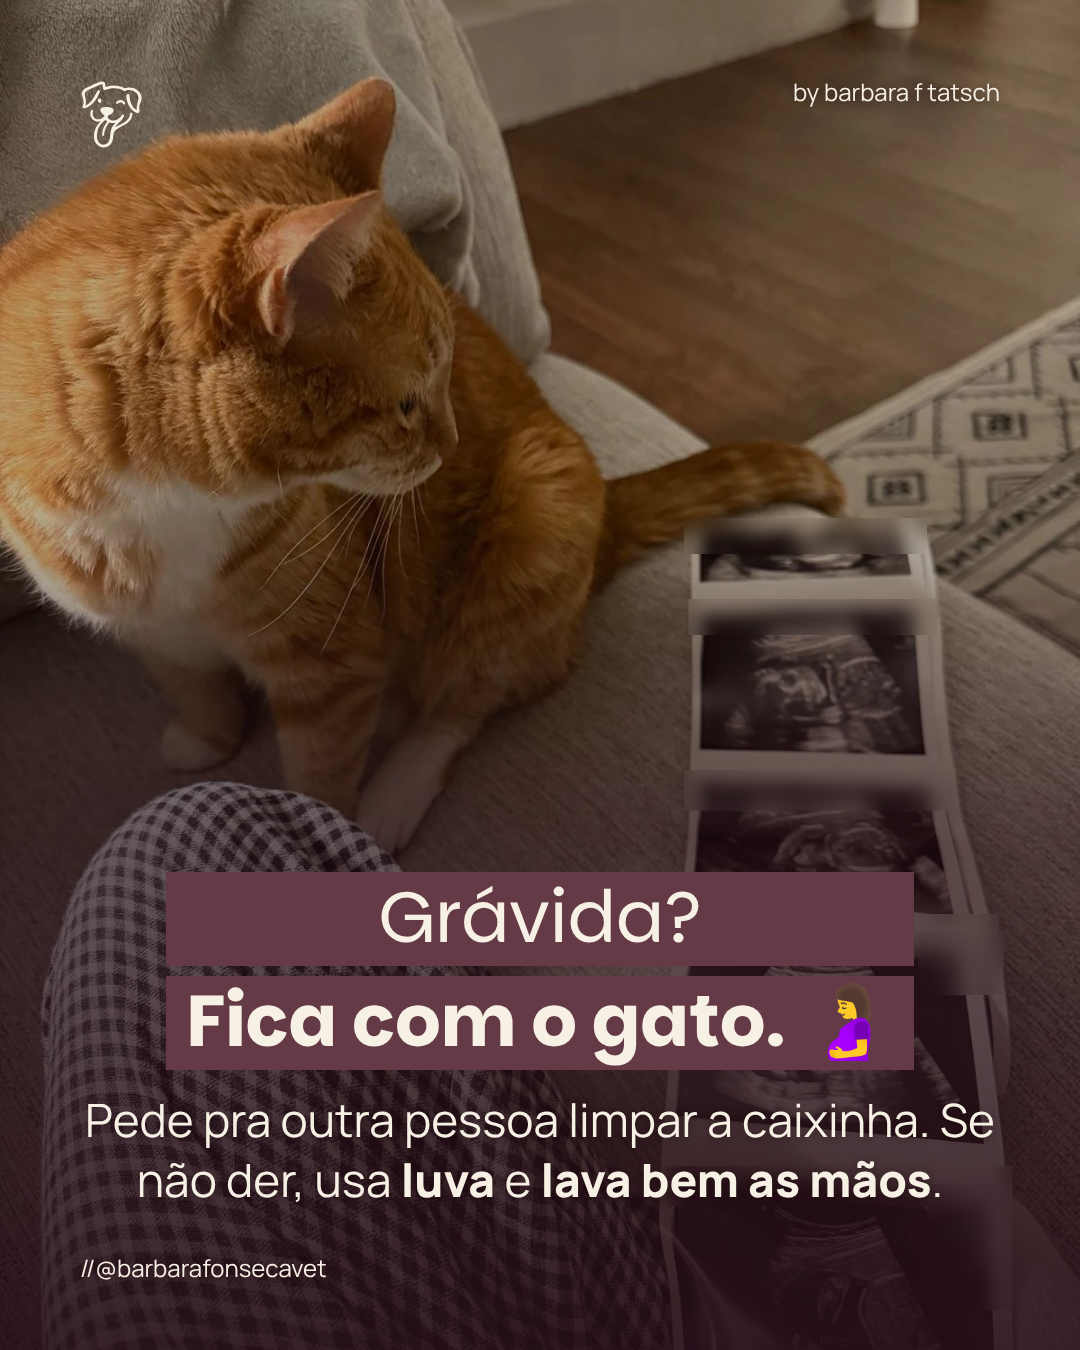 by barbara f tatsch
Grávida?
Fica com o gato. 🤰
Pede pra outra pessoa limpar a caixinha. Se
não der, usa luva e lava bem as mãos.
//@barbarafonsecavet